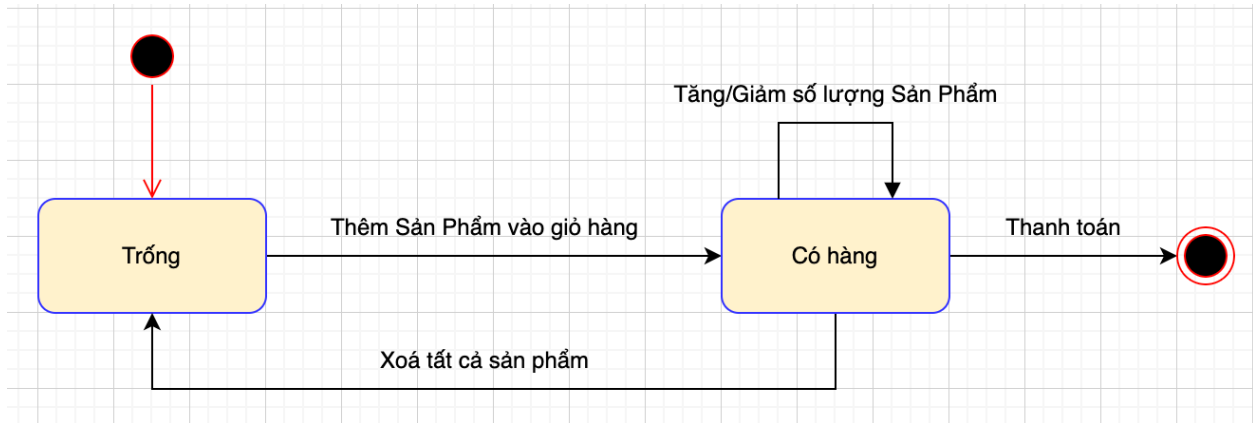 Tăng/Giảm số lượng Sản Phẩm
Trống
Thêm Sản Phẩm vào giỏ hàng
Có hàng
Thanh toán
Xoá tất cả sản phẩm